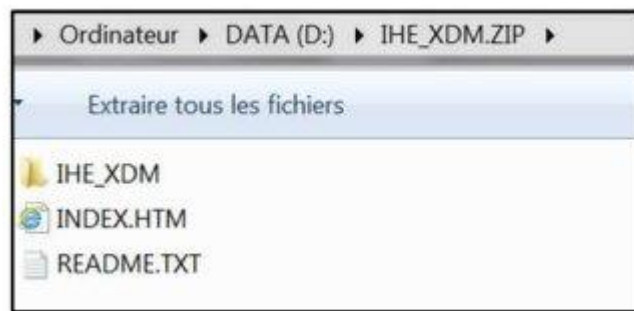 Ordinateur ▸ DATA (D:) ▸ IHE_XDM.ZIP ▸
Extraire tous les fichiers
IHE_XDM
INDEX.HTM
README.TXT